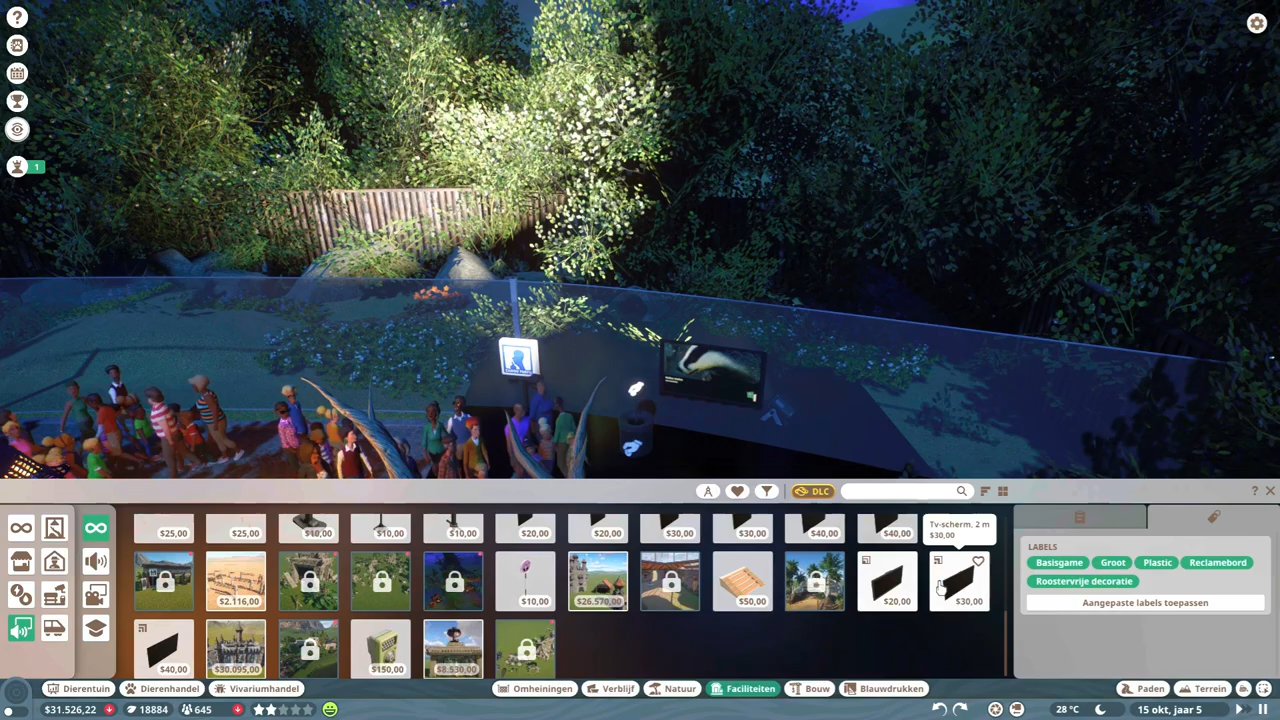 ?
1
DLC
? ×
$25,00 $25,00 $10,00 $10,00 $10,00 $20,00 $20,00 $30,00 $30,00 $40,00 $40,00
Tv-scherm, 2 m
$30,00
$2.116,00 $10,00 $26.570,00 $50,00 $20,00 $30,00
$40,00 $30.095,00 $150,00 $8.530,00
LABELS
Basisgame Groot Plastic Reclamebord
Roostervrije decoratie
Aangepaste labels toepassen
Dierentuin Dierenhandel Vivariumhandel Omheiningen Verblijf Natuur Faciliteiten Bouw Blauwdrukken Paden Terrein
$31.526,22 18884 645 28 °C 15 okt, jaar 5